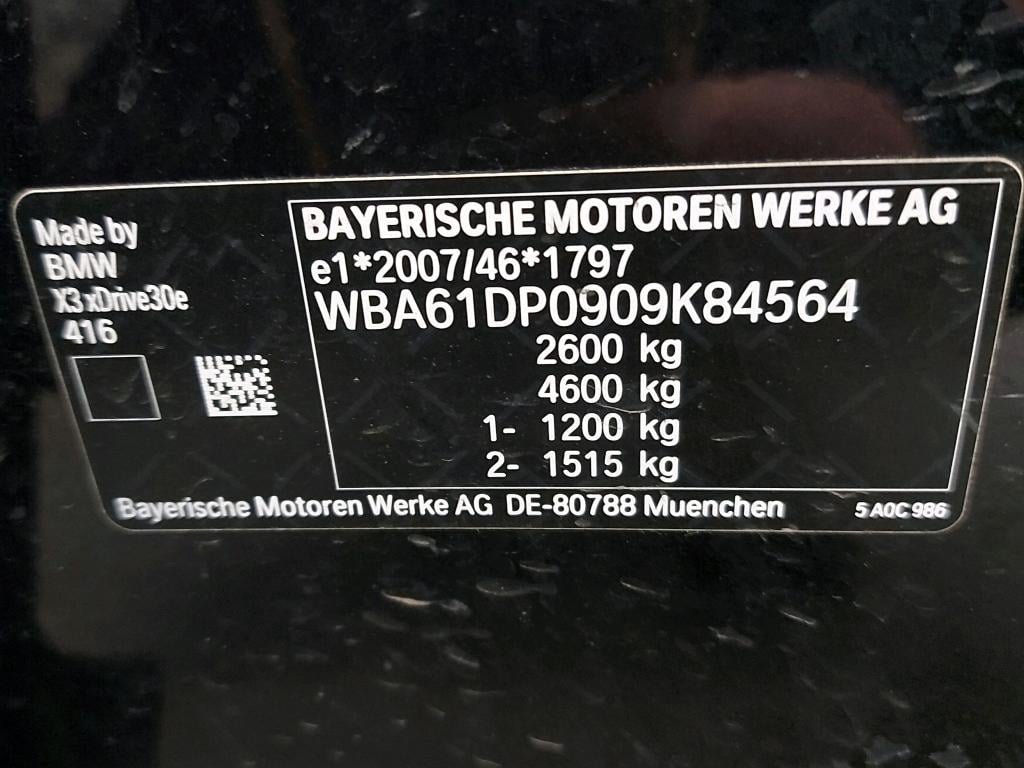 Made by
BMW
X3 xDrive30e
416
BAYERISCHE MOTOREN WERKE AG
e1*2007/46*1797
WBA61DP0909K84564
2600 kg
4600 kg
1- 1200 kg
2- 1515 kg
Bayerische Motoren Werke AG DE-80788 Muenchen
5 A0C 986